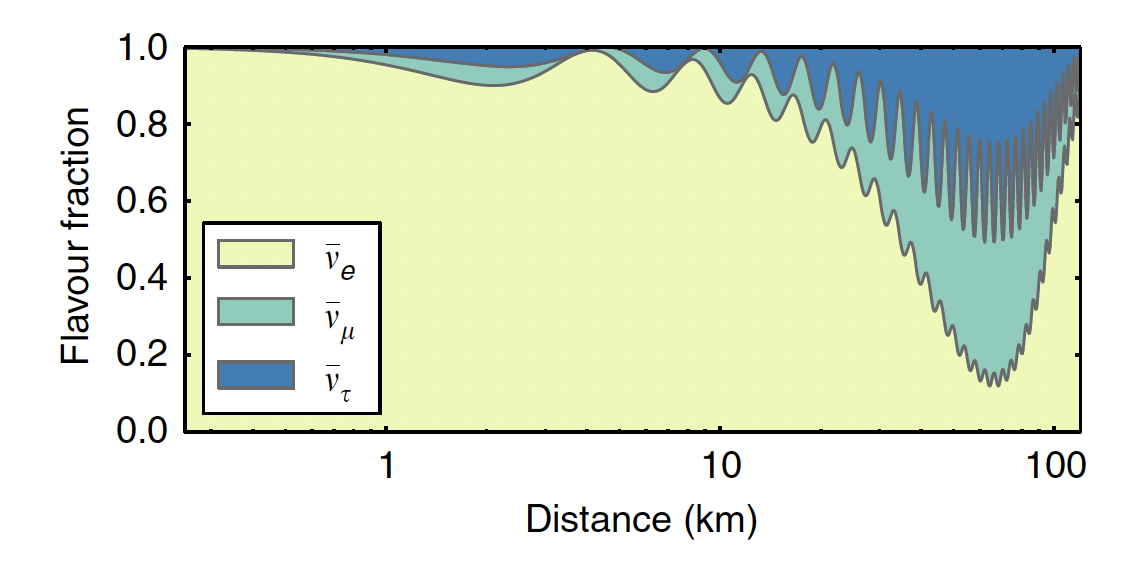 1.0
0.8
0.6
0.4
0.2
0.0
Flavour fraction
ν̅e
ν̅μ
ν̅τ
1
10
100
Distance (km)